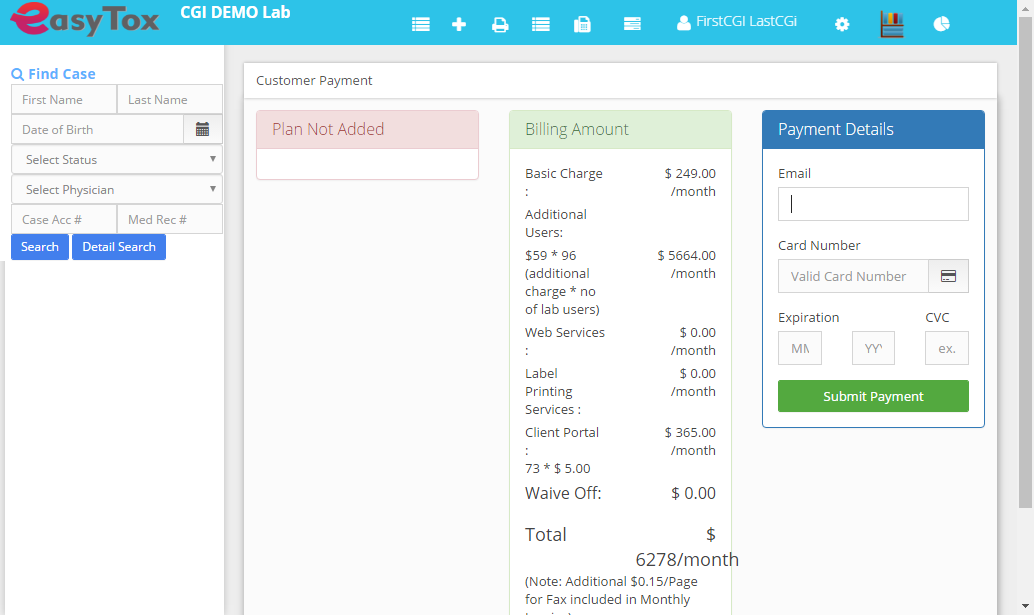 easyTox
CGI DEMO Lab
FirstCGI LastCGi
Find Case
First Name
Last Name
Date of Birth
Select Status
Select Physician
Case Acc #
Med Rec #
Search
Detail Search
Customer Payment
Plan Not Added
Billing Amount
Basic Charge $ 249.00
: /month
Additional
Users:
$59 * 96 $ 5664.00
(additional /month
charge * no
of lab users)
Web Services $ 0.00
: /month
Label $ 0.00
Printing /month
Services :
Client Portal $ 365.00
: /month
73 * $ 5.00
Waive Off: $ 0.00
Total $
6278/month
(Note: Additional $0.15/Page
for Fax included in Monthly
Payment Details
Email
Card Number
Valid Card Number
Expiration CVC
MM
YY
ex.
Submit Payment